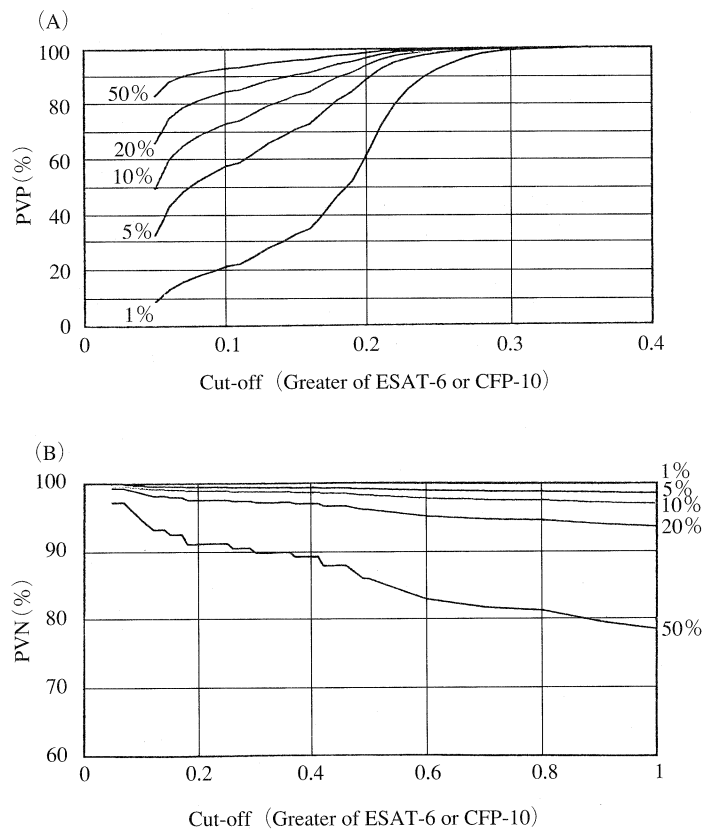 (A)
100
80
60
40
20
0
PVP(%)
50%
20%
10%
5%
1%
0 0.1 0.2 0.3 0.4
Cut-off (Greater of ESAT-6 or CFP-10)
(B)
100
90
80
70
60
PVN(%)
1%
5%
10%
20%
50%
0 0.2 0.4 0.6 0.8 1
Cut-off (Greater of ESAT-6 or CFP-10)